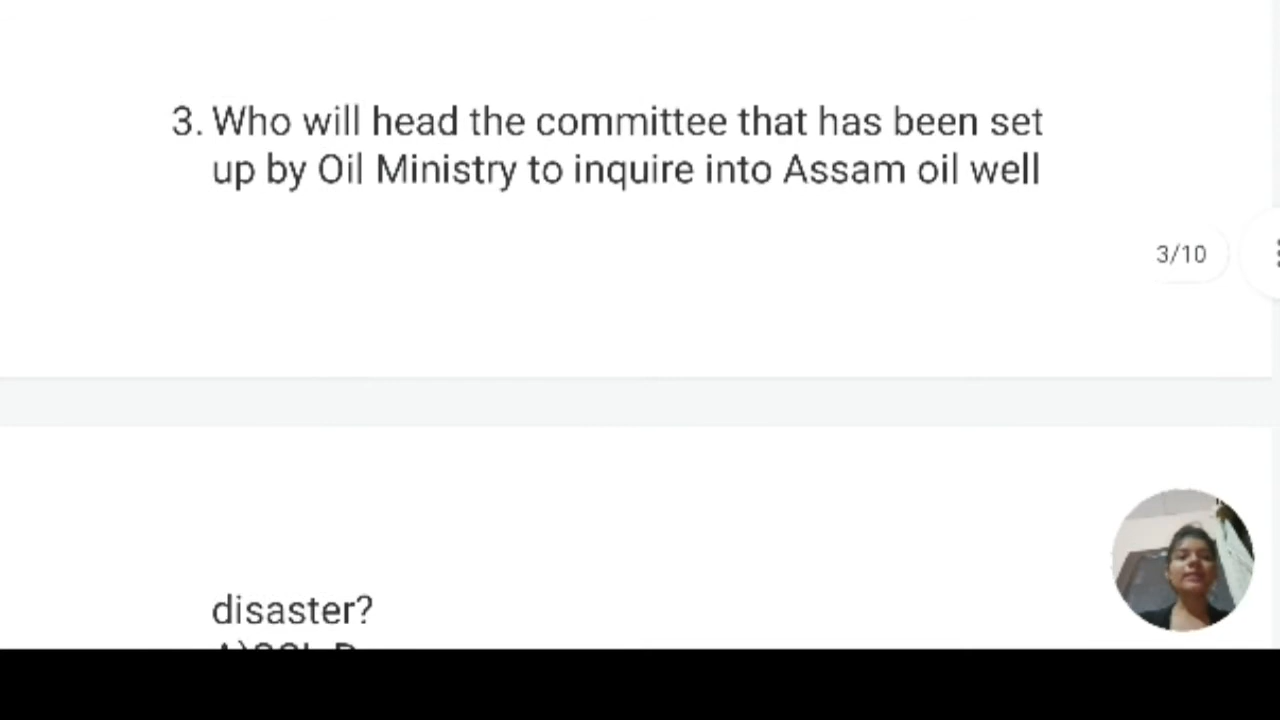 3. Who will head the committee that has been set
up by Oil Ministry to inquire into Assam oil well
3/10
disaster?